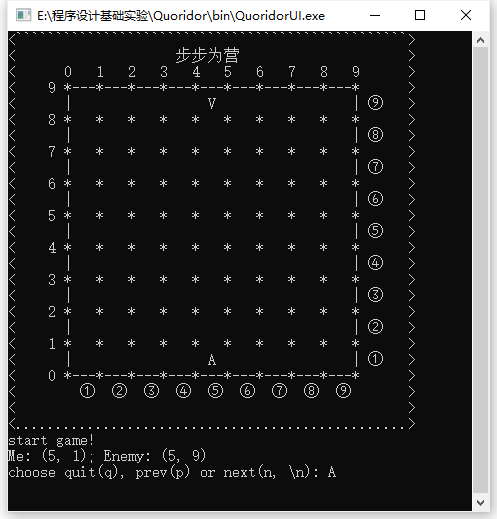 E:\程序设计基础实验\Quoridor\bin\QuoridorUI.exe
<...............................................>
<                    步步为营                     >
<      0   1   2   3   4   5   6   7   8   9      >
<    9 *---*---*---*---*---*---*---*---*---*      >
<      |                 V                 | ⑨    >
<    8 *   *   *   *   *   *   *   *   *   *      >
<      |                                   | ⑧    >
<    7 *   *   *   *   *   *   *   *   *   *      >
<      |                                   | ⑦    >
<    6 *   *   *   *   *   *   *   *   *   *      >
<      |                                   | ⑥    >
<    5 *   *   *   *   *   *   *   *   *   *      >
<      |                                   | ⑤    >
<    4 *   *   *   *   *   *   *   *   *   *      >
<      |                                   | ④    >
<    3 *   *   *   *   *   *   *   *   *   *      >
<      |                                   | ③    >
<    2 *   *   *   *   *   *   *   *   *   *      >
<      |                                   | ②    >
<    1 *   *   *   *   *   *   *   *   *   *      >
<      |                 A                 | ①    >
<    0 *---*---*---*---*---*---*---*---*---*      >
<        ①   ②   ③   ④   ⑤   ⑥   ⑦   ⑧   ⑨        >
<                                                 >
<.................................................>
start game!
Me: (5, 1); Enemy: (5, 9)
choose quit(q), prev(p) or next(n, \n): A